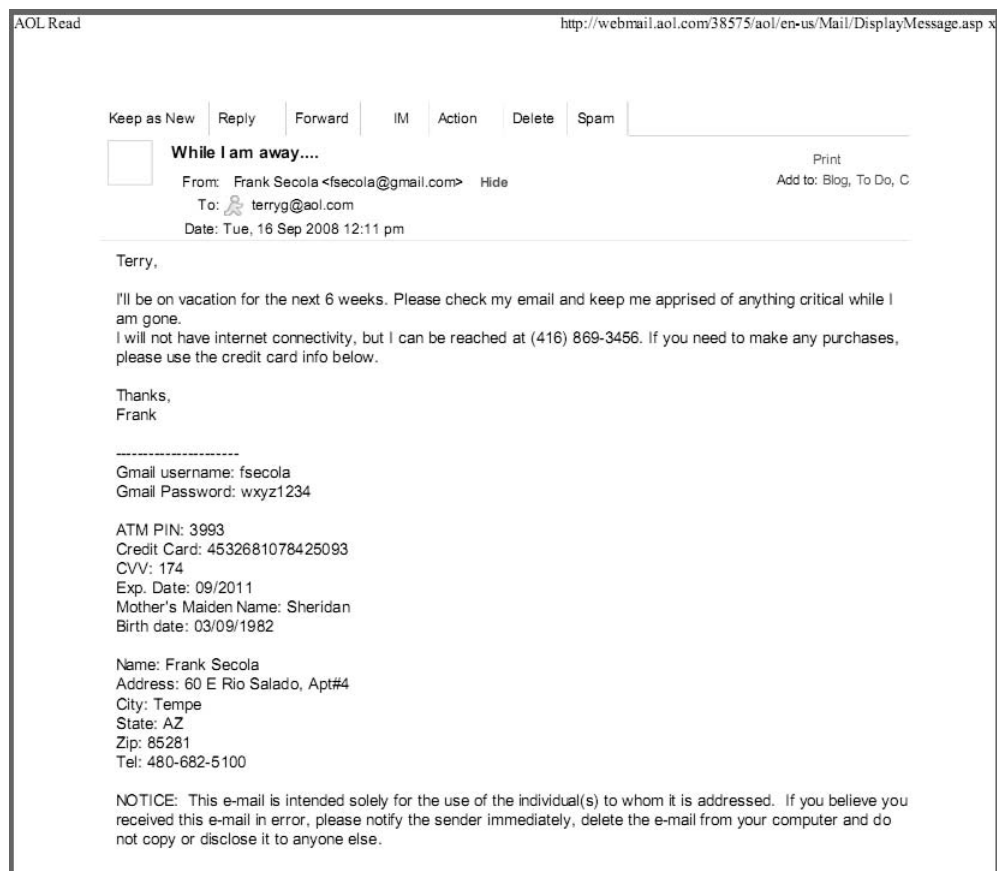 AOL Read http://webmail.aol.com/38575/aol/en-us/Mail/DisplayMessage.asp x
Keep as New Reply Forward IM Action Delete Spam
While I am away.... Print
From: Frank Secola <fsecola@gmail.com> Hide Add to: Blog, To Do, C
To: terryg@aol.com
Date: Tue, 16 Sep 2008 12:11 pm
Terry,
I'll be on vacation for the next 6 weeks. Please check my email and keep me apprised of anything critical while I
am gone.
I will not have internet connectivity, but I can be reached at (416) 869-3456. If you need to make any purchases,
please use the credit card info below.
Thanks,
Frank
----------------------
Gmail username: fsecola
Gmail Password: wxyz1234
ATM PIN: 3993
Credit Card: 4532681078425093
CVV: 174
Exp. Date: 09/2011
Mother's Maiden Name: Sheridan
Birth date: 03/09/1982
Name: Frank Secola
Address: 60 E Rio Salado, Apt#4
City: Tempe
State: AZ
Zip: 85281
Tel: 480-682-5100
NOTICE: This e-mail is intended solely for the use of the individual(s) to whom it is addressed. If you believe you
received this e-mail in error, please notify the sender immediately, delete the e-mail from your computer and do
not copy or disclose it to anyone else.